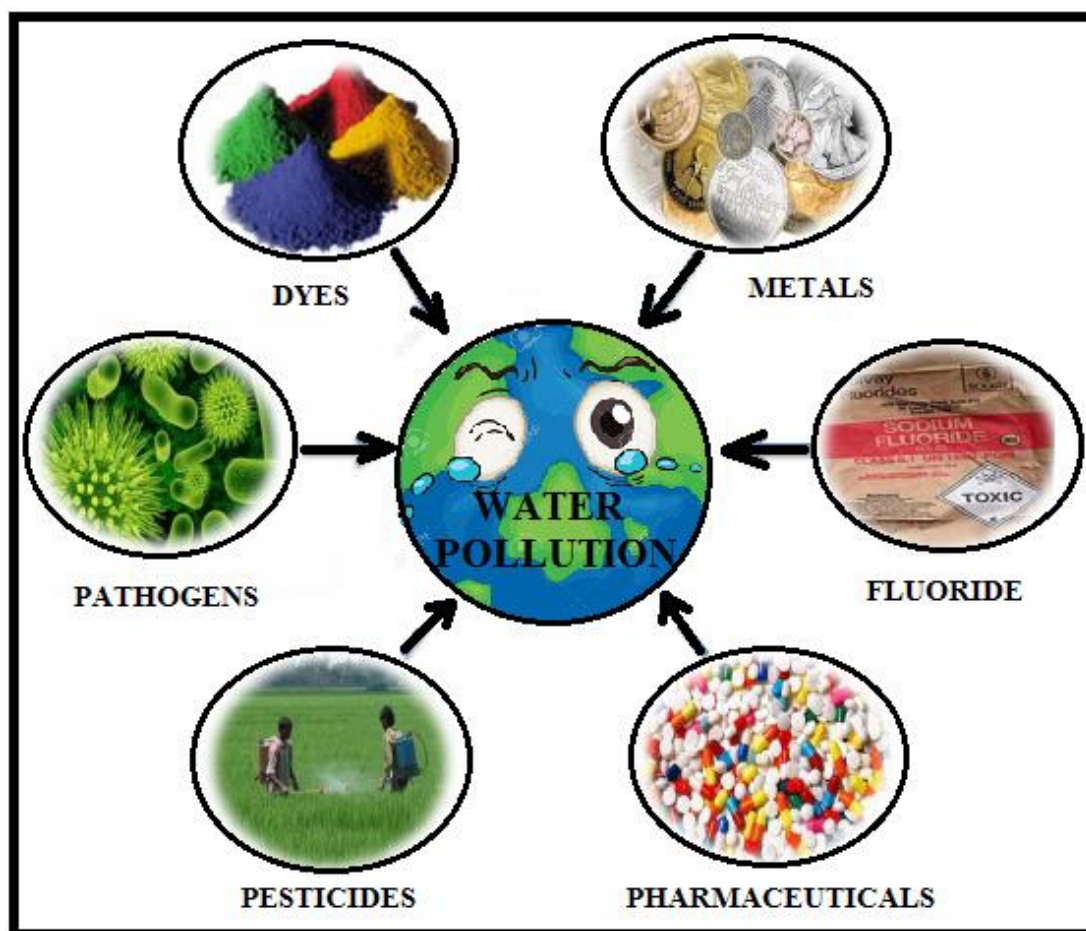 DYES
METALS
PATHOGENS
WATER
POLLUTION
SODIUM
FLUORIDE
TOXIC
FLUORIDE
PESTICIDES
PHARMACEUTICALS